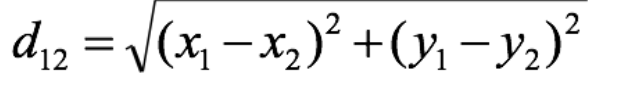 d₁₂ = √(x₁ − x₂)² + (y₁ − y₂)²